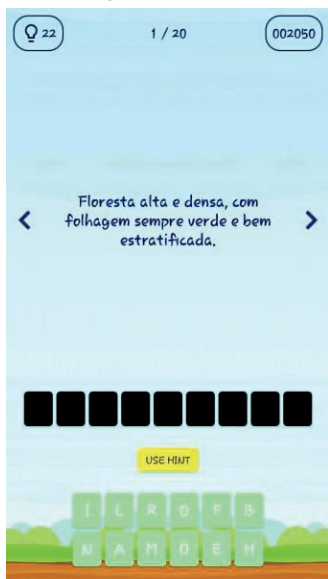 22
1 / 20
002050
Floresta alta e densa, com
folhagem sempre verde e bem
estratificada.
USE HINT
L R O F B
N A M E H